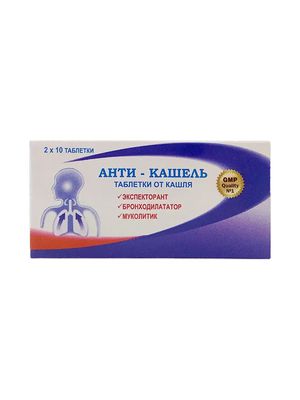 2 х 10 ТАБЛЕТКИ
АНТИ - КАШЕЛЬ
ТАБЛЕТКИ ОТ КАШЛЯ
ЭКСПЕКТОРАНТ
БРОНХОДИЛАТАТОР
МУКОЛИТИК
GMP
Quality
№1